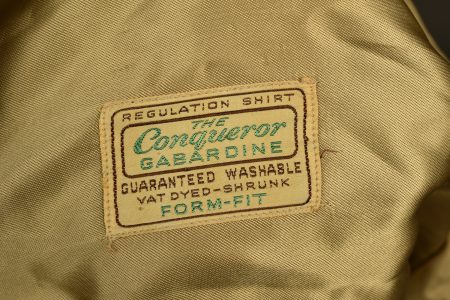 REGULATION SHIRT
THE
Conqueror
GABARDINE
GUARANTEED WASHABLE
VAT DYED-SHRUNK
FORM-FIT